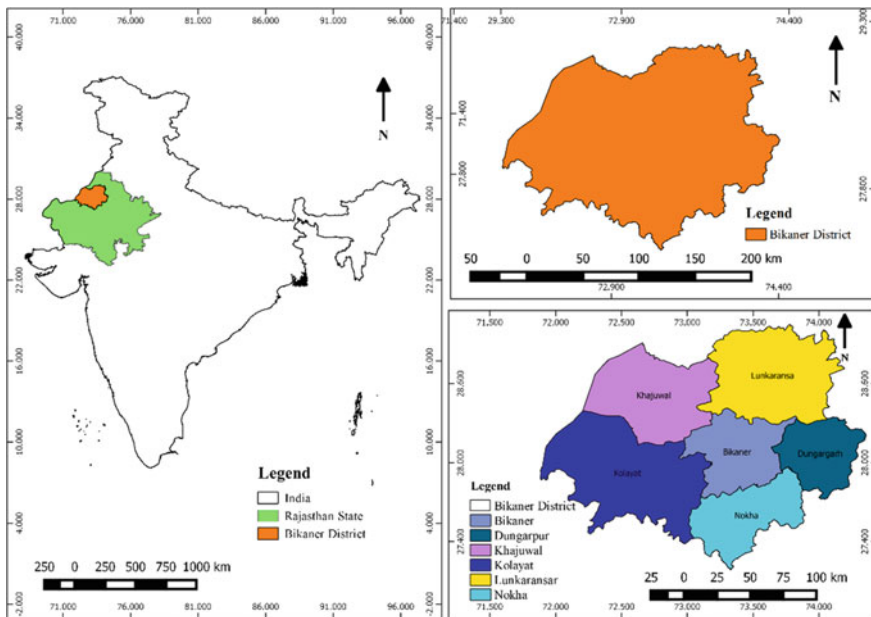 71.000 76.000 81.000 86.000 91.000 96.000
40.000
34.000
28.000
22.000
16.000
10.000
4.000
-2.000
N
Legend
India
Rajasthan State
Bikaner District
250 0 250 500 750 1000 km
71.000 76.000 81.000 86.000 91.000 96.000
40.000
34.000
28.000
22.000
16.000
10.000
4.000
-2.000
71.400 29.300 72.900 74.400 29.300
71.400
27.800
27.800
N
Legend
Bikaner District
50 0 50 100 150 200 km
72.900 74.400
71.500 72.000 72.500 73.000 73.500 74.000
28.600
28.000
27.400
28.600
28.000
27.400
N
Lunkaransa
Khajuwal
Bikaner
Dungargarh
Kolayat
Nokha
Legend
Bikaner District
Bikaner
Dungarpur
Khajuwal
Kolayat
Lunkaransar
Nokha
25 0 25 50 75 100 km
71.500 72.000 72.500 73.000 73.500 74.000